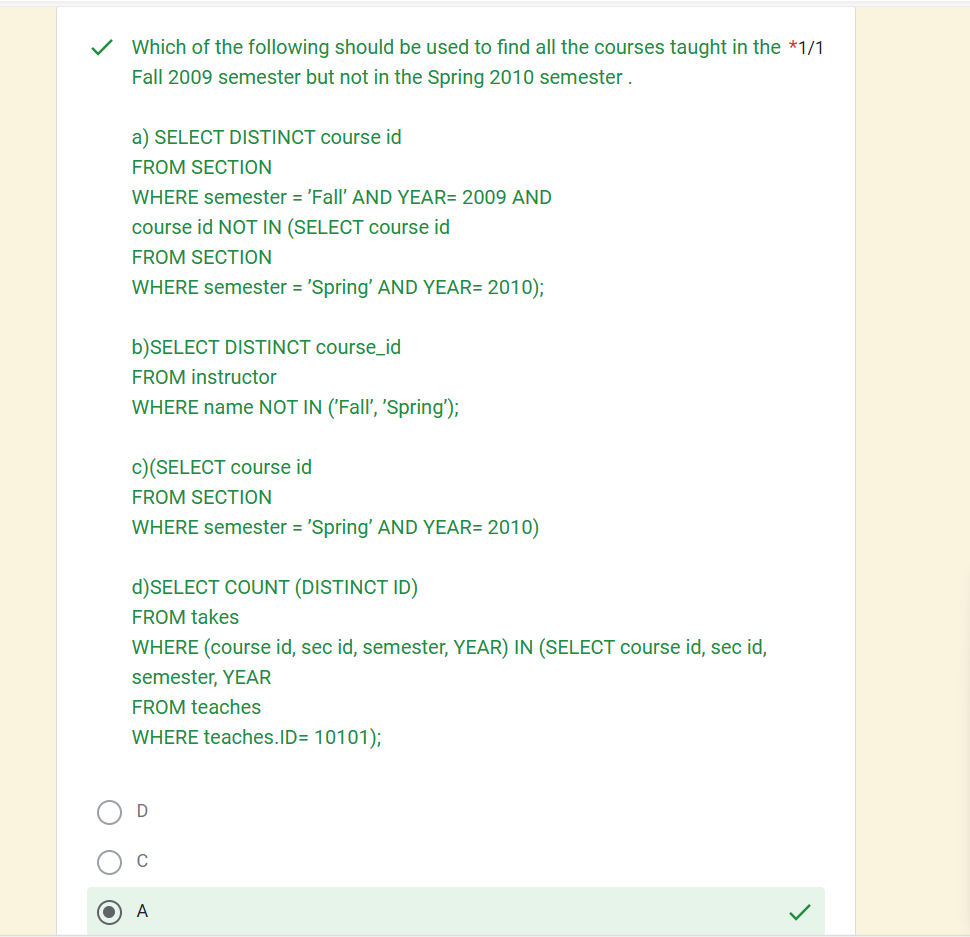 Which of the following should be used to find all the courses taught in the *1/1
Fall 2009 semester but not in the Spring 2010 semester .
a) SELECT DISTINCT course id
FROM SECTION
WHERE semester = ’Fall’ AND YEAR= 2009 AND
course id NOT IN (SELECT course id
FROM SECTION
WHERE semester = ’Spring’ AND YEAR= 2010);
b)SELECT DISTINCT course_id
FROM instructor
WHERE name NOT IN (’Fall’, ’Spring’);
c)(SELECT course id
FROM SECTION
WHERE semester = ’Spring’ AND YEAR= 2010)
d)SELECT COUNT (DISTINCT ID)
FROM takes
WHERE (course id, sec id, semester, YEAR) IN (SELECT course id, sec id,
semester, YEAR
FROM teaches
WHERE teaches.ID= 10101);
D
C
A